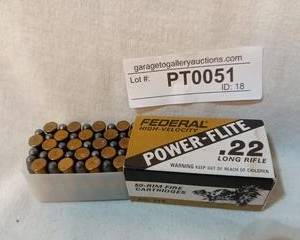 garagetogalleryauctions.com
Lot #: PT0051
ID: 18
FEDERAL
HIGH-VELOCITY
POWER-FLITE
.22
LONG RIFLE
WARNING KEEP OUT OF REACH OF CHILDREN
50-RIM FIRE
CARTRIDGES